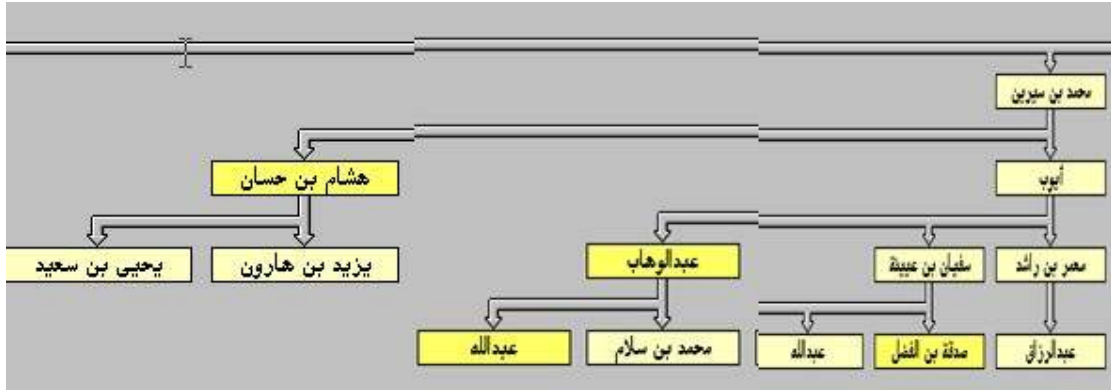 محمد بن سيرين
هشام بن حسان
أيوب
يحيى بن سعيد
يزيد بن هارون
عبدالوهاب
سفيان بن عيينة
معمر بن راشد
عبدالله
محمد بن سلام
عبدالله
صدقة بن الفضل
عبدالرزاق